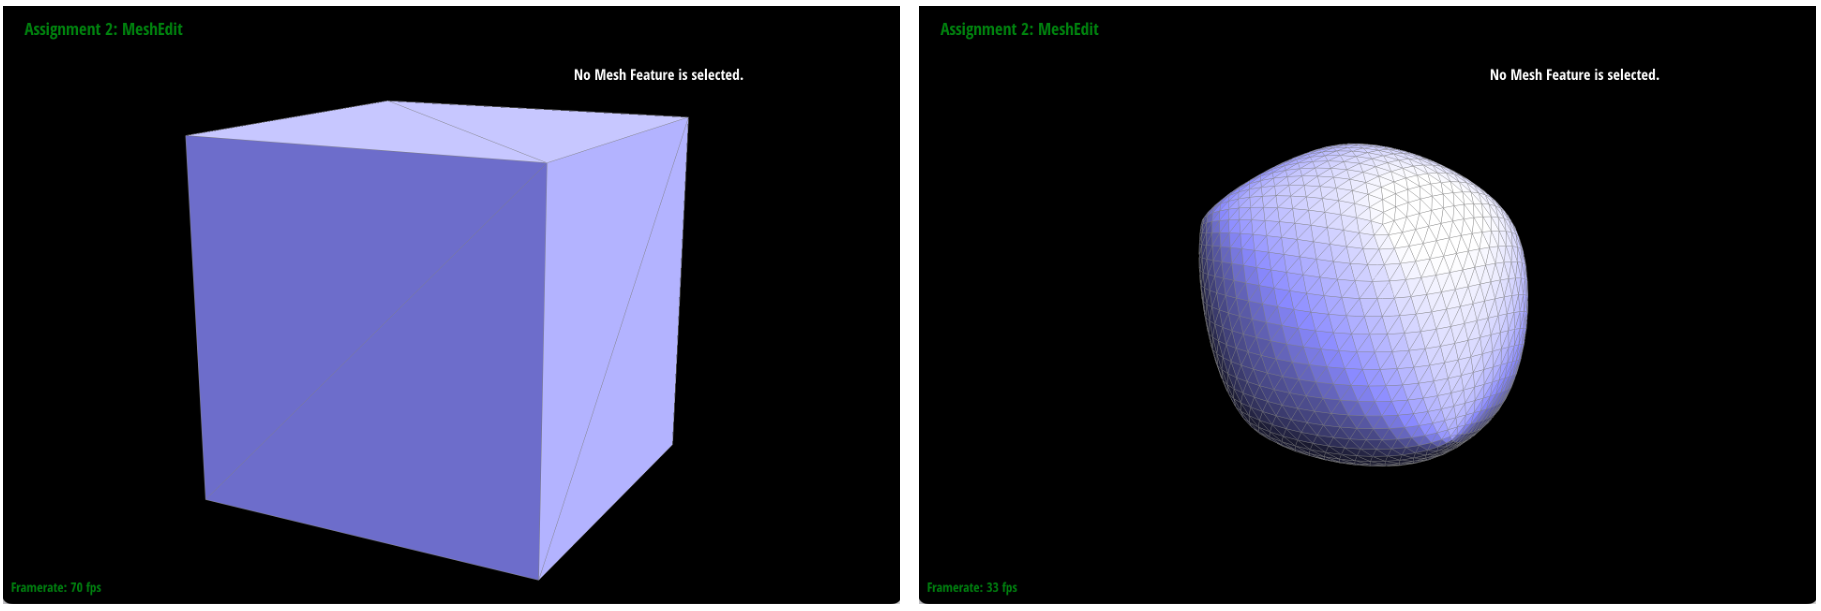 Assignment 2: MeshEdit
No Mesh Feature is selected.
Framerate: 70 fps
Assignment 2: MeshEdit
No Mesh Feature is selected.
Framerate: 33 fps